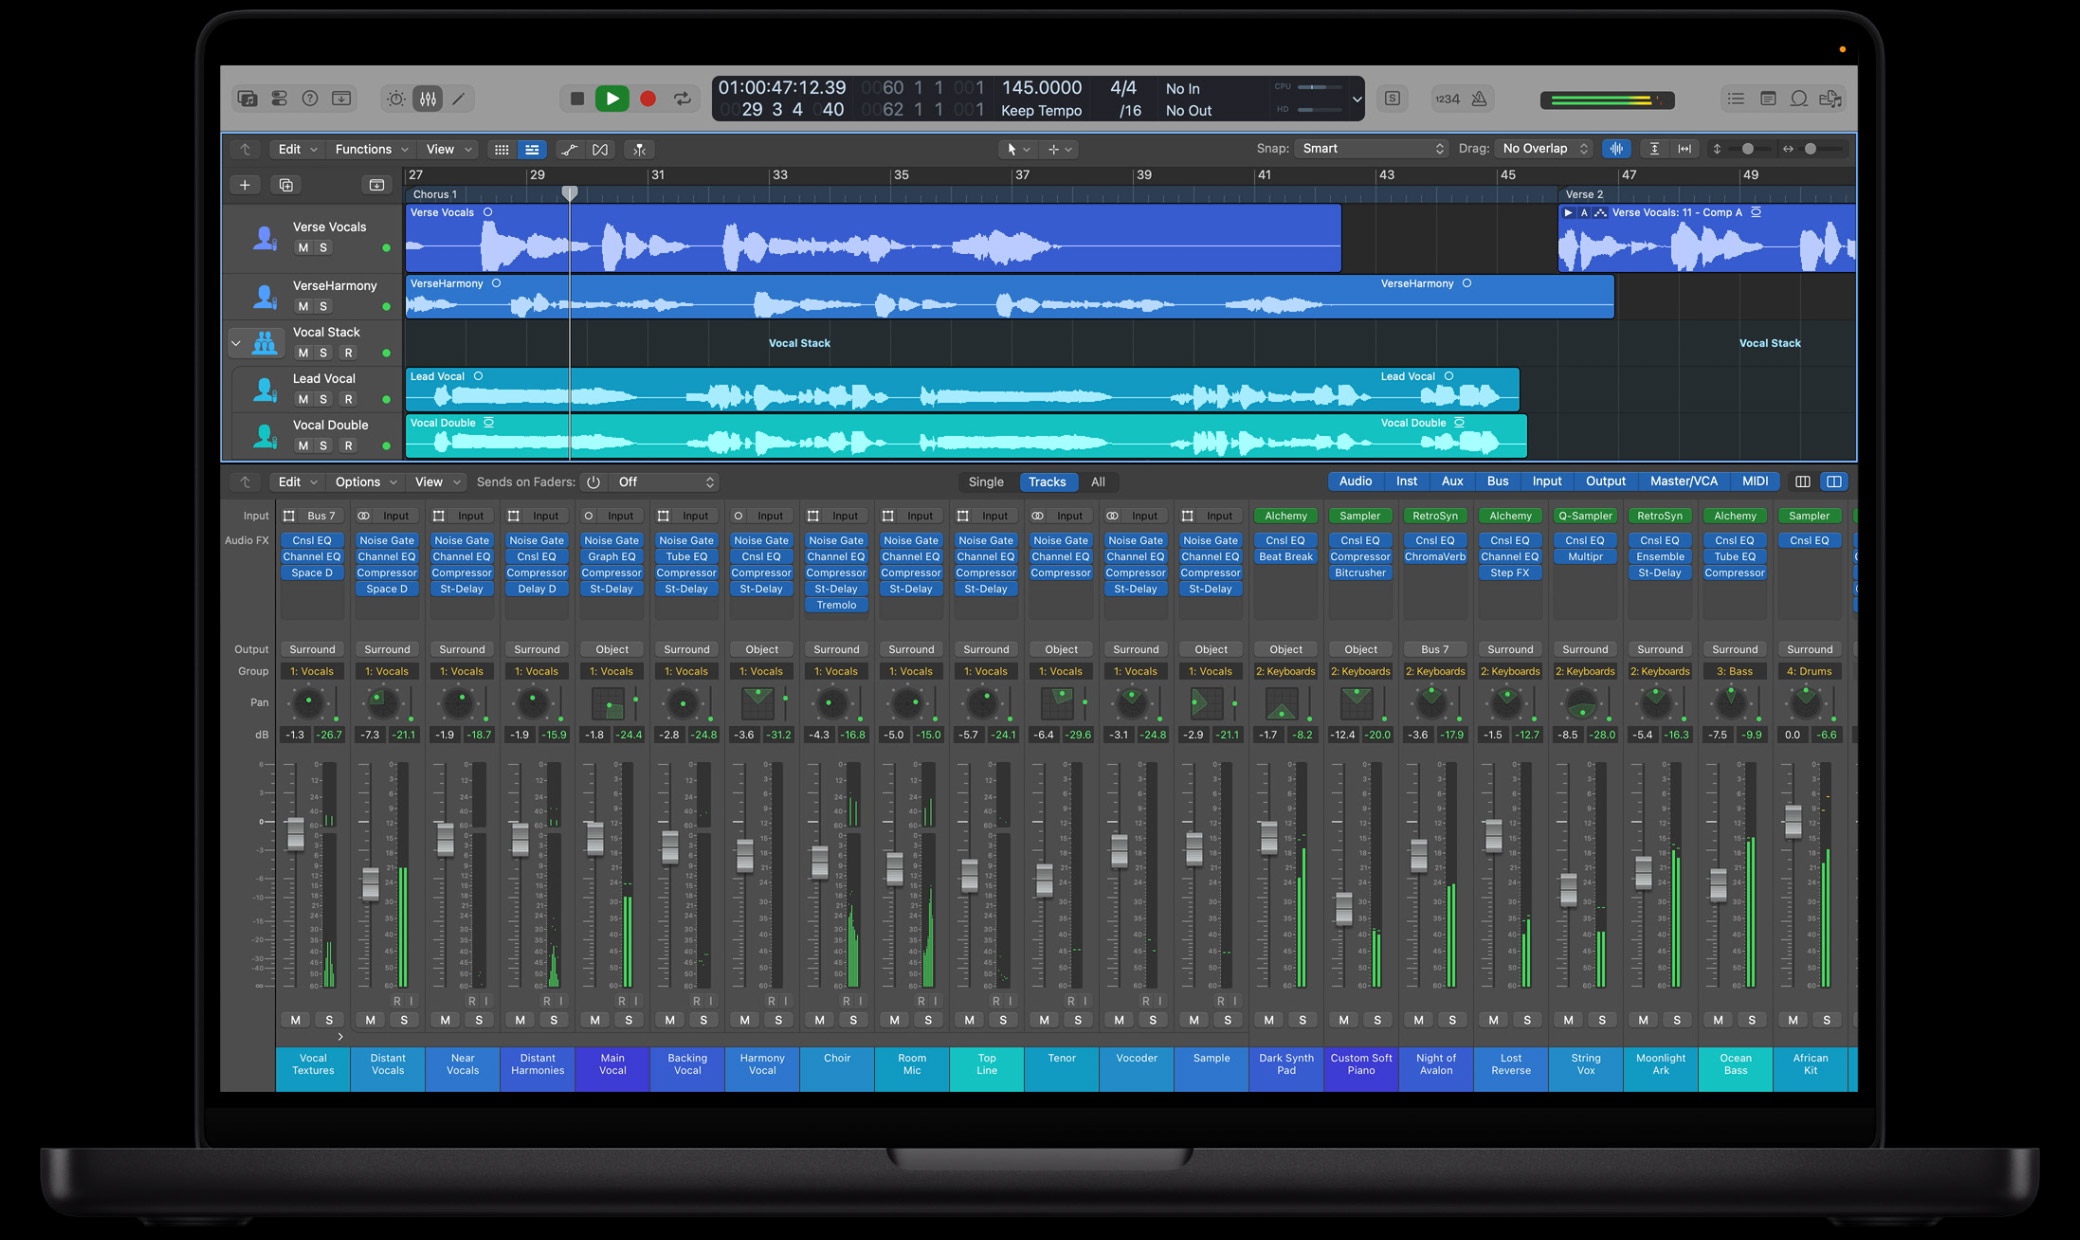 01:00:47:12.39 0060 1 1 001 145.0000 4/4 No In CPU
0029 3 4 040 0062 1 1 001 Keep Tempo /16 No Out HD
S 1234
Edit Functions View Snap: Smart Drag: No Overlap
27 29 31 33 35 37 39 41 43 45 47 49
Chorus 1 Verse 2
Verse Vocals
M S
Verse Vocals A Verse Vocals: 11 - Comp A
VerseHarmony
M S
VerseHarmony VerseHarmony
Vocal Stack
M S R
Vocal Stack Vocal Stack
Lead Vocal
M S R
Lead Vocal Lead Vocal
Vocal Double
M S R
Vocal Double Vocal Double
Edit Options View Sends on Faders: Off Single Tracks All Audio Inst Aux Bus Input Output Master/VCA MIDI
Input Bus 7 Input Input Input Input Input Input Input Input Input Input Input Input Alchemy Sampler RetroSyn Alchemy Q-Sampler RetroSyn Alchemy Sampler
Audio FX Cnsl EQ Noise Gate Noise Gate Noise Gate Noise Gate Noise Gate Noise Gate Noise Gate Noise Gate Noise Gate Noise Gate Noise Gate Noise Gate Cnsl EQ Cnsl EQ Cnsl EQ Cnsl EQ Cnsl EQ Cnsl EQ Cnsl EQ Cnsl EQ
Channel EQ Channel EQ Channel EQ Cnsl EQ Graph EQ Tube EQ Cnsl EQ Channel EQ Channel EQ Channel EQ Channel EQ Channel EQ Channel EQ Beat Break Compressor ChromaVerb Channel EQ Multipr Ensemble Tube EQ
Space D Compressor Compressor Compressor Compressor Compressor Compressor Compressor Compressor Compressor Compressor Compressor Compressor Bitcrusher Step FX St-Delay Compressor
Space D St-Delay Delay D St-Delay St-Delay St-Delay St-Delay St-Delay St-Delay St-Delay St-Delay
Tremolo
Output Surround Surround Surround Surround Object Surround Object Surround Surround Surround Object Surround Object Object Object Bus 7 Surround Surround Surround Surround Surround
Group 1: Vocals 1: Vocals 1: Vocals 1: Vocals 1: Vocals 1: Vocals 1: Vocals 1: Vocals 1: Vocals 1: Vocals 1: Vocals 1: Vocals 1: Vocals 2: Keyboards 2: Keyboards 2: Keyboards 2: Keyboards 2: Keyboards 2: Keyboards 3: Bass 4: Drums
Pan
dB -1.3 -26.7 -7.3 -21.1 -1.9 -18.7 -1.9 -15.9 -1.8 -24.4 -2.8 -24.8 -3.6 -31.2 -4.3 -16.8 -5.0 -15.0 -5.7 -24.1 -6.4 -29.6 -3.1 -24.8 -2.9 -21.1 -1.7 -8.2 -12.4 -20.0 -3.6 -17.9 -1.5 -12.7 -8.5 -28.0 -5.4 -16.3 -7.5 -9.9 0.0 -6.6
R I R I R I R I R I R I R I R I R I R I R I R I
M S M S M S M S M S M S M S M S M S M S M S M S M S M S M S M S M S M S M S M S M S
Vocal Textures
Distant Vocals
Near Vocals
Distant Harmonies
Main Vocal
Backing Vocal
Harmony Vocal
Choir
Room Mic
Top Line
Tenor
Vocoder
Sample
Dark Synth Pad
Custom Soft Piano
Night of Avalon
Lost Reverse
String Vox
Moonlight Ark
Ocean Bass
African Kit